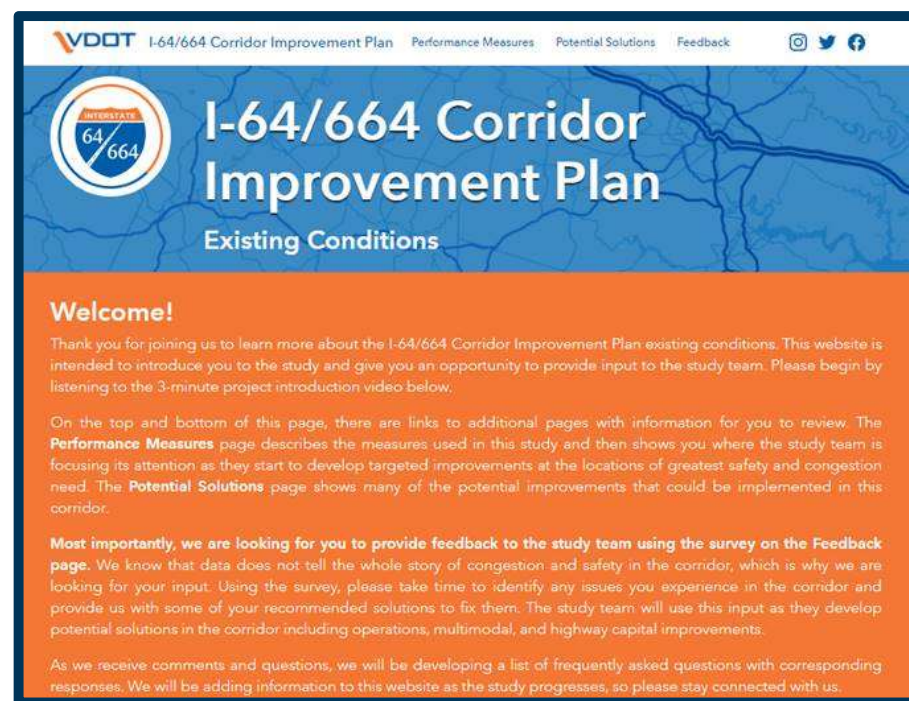 VDOT I-64/664 Corridor Improvement Plan Performance Measures Potential Solutions Feedback
INTERSTATE
64/664
I-64/664 Corridor
Improvement Plan
Existing Conditions
Welcome!
Thank you for joining us to learn more about the I-64/664 Corridor Improvement Plan existing conditions. This website is
intended to introduce you to the study and give you an opportunity to provide input to the study team. Please begin by
listening to the 3-minute project introduction video below.
On the top and bottom of this page, there are links to additional pages with information for you to review. The
Performance Measures page describes the measures used in this study and then shows you where the study team is
focusing its attention as they start to develop targeted improvements at the locations of greatest safety and congestion
need. The Potential Solutions page shows many of the potential improvements that could be implemented in this
corridor.
Most importantly, we are looking for you to provide feedback to the study team using the survey on the Feedback
page. We know that data does not tell the whole story of congestion and safety in the corridor, which is why we are
looking for your input. Using the survey, please take time to identify any issues you experience in the corridor and
provide us with some of your recommended solutions to fix them. The study team will use this input as they develop
potential solutions in the corridor including operations, multimodal, and highway capital improvements.
As we receive comments and questions, we will be developing a list of frequently asked questions with corresponding
responses. We will be adding information to this website as the study progresses, so please stay connected with us.